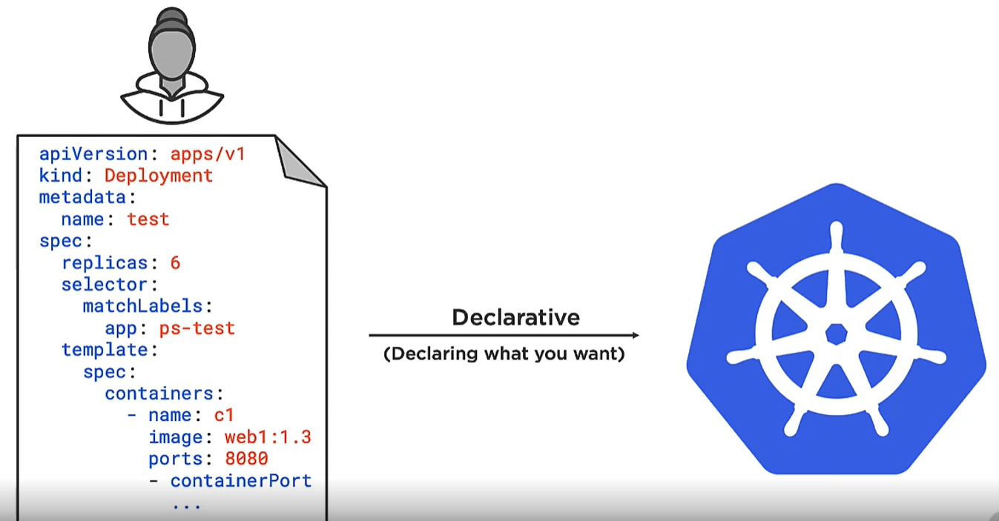 apiVersion: apps/v1
kind: Deployment
metadata:
  name: test
spec:
  replicas: 6
  selector:
    matchLabels:
      app: ps-test
  template:
    spec:
      containers:
        - name: c1
          image: web1:1.3
          ports: 8080
          - containerPort
            ...
Declarative
(Declaring what you want)